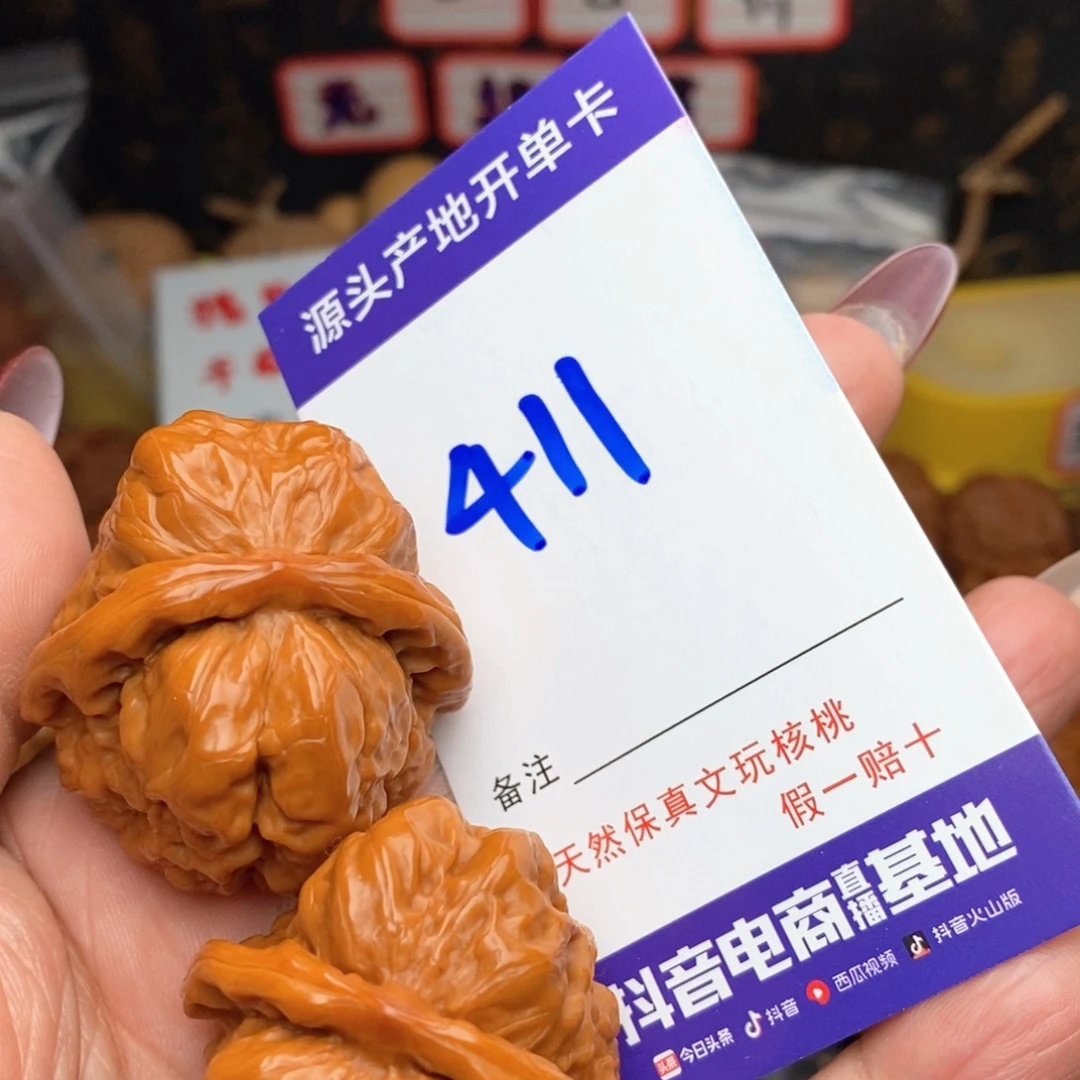 源头产地开单卡
411
备注
天然保真文玩核桃
假一赔十
抖音电商直播基地
头条 今日头条 抖音 西瓜视频 抖音火山版